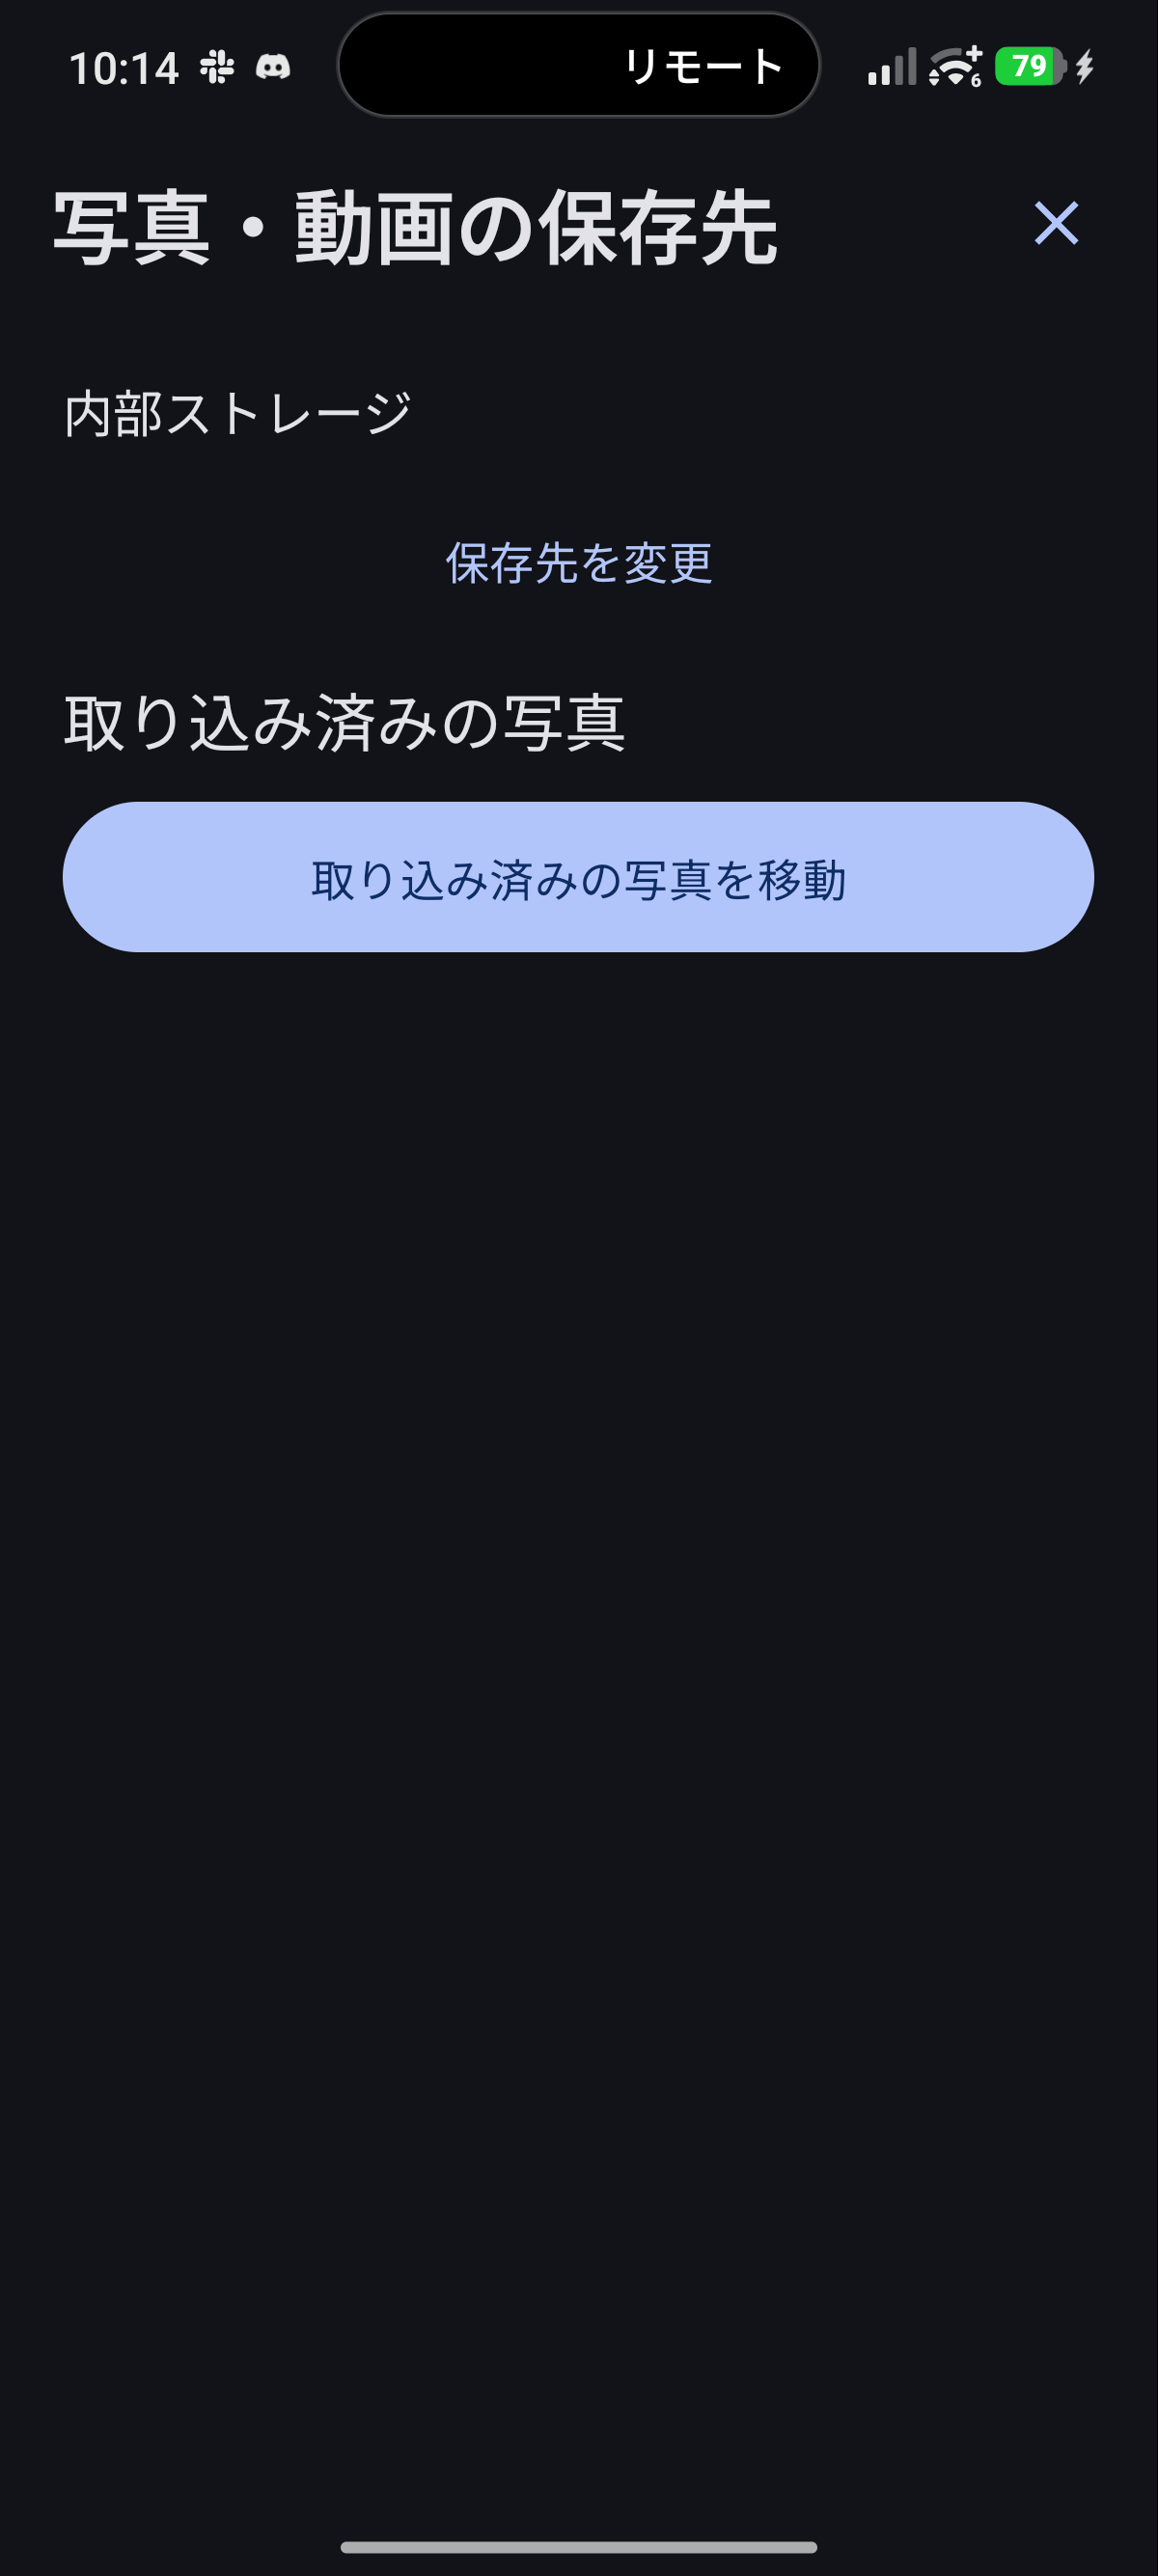 10:14
リモート
6
79
写真・動画の保存先
内部ストレージ
保存先を変更
取り込み済みの写真
取り込み済みの写真を移動